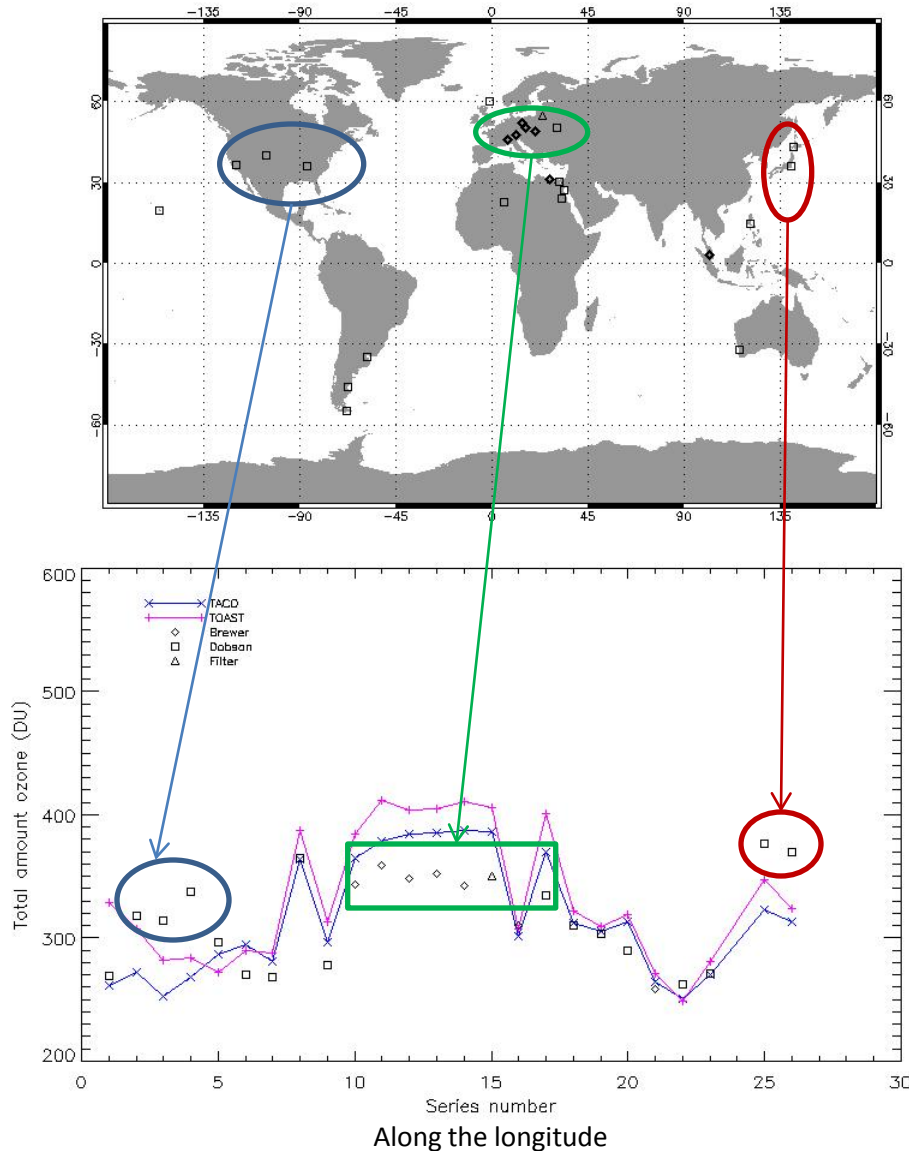 -135 -90 -45 0 45 90 135
60 60
30 30
0 0
-30 -30
-60 -60
-135 -90 -45 0 45 90 135
600
500
400
300
200
Total amount ozone (DU)
TACO
TOAST
Brewer
Dobson
Filter
0 5 10 15 20 25 30
Series number
Along the longitude